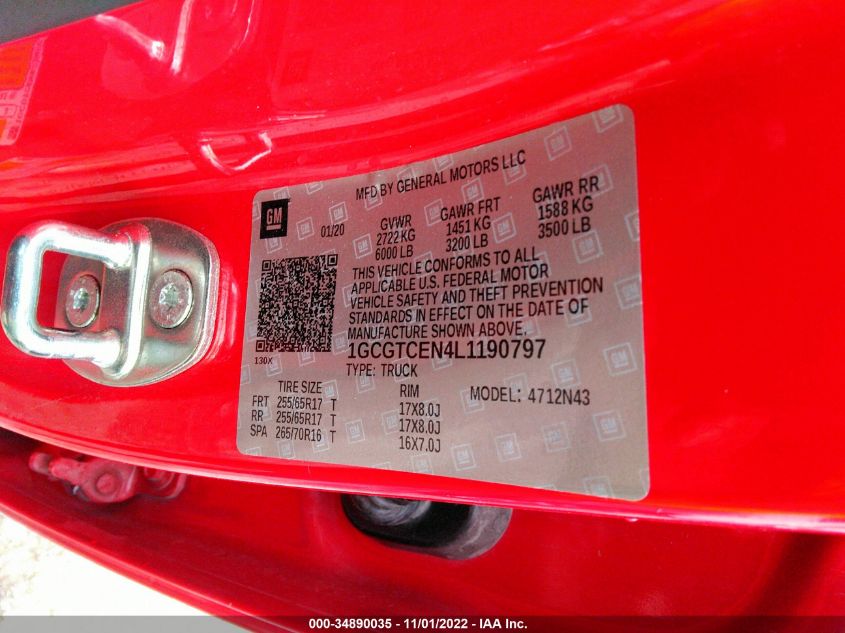 MFD BY GENERAL MOTORS LLC
GM
01/20
GVWR GAWR FRT GAWR RR
2722 KG 1451 KG 1588 KG
6000 LB 3200 LB 3500 LB
THIS VEHICLE CONFORMS TO ALL
APPLICABLE U.S. FEDERAL MOTOR
VEHICLE SAFETY AND THEFT PREVENTION
STANDARDS IN EFFECT ON THE DATE OF
MANUFACTURE SHOWN ABOVE.
130X
1GCGTCEN4L1190797
TYPE: TRUCK
TIRE SIZE RIM MODEL: 4712N43
FRT 255/65R17 T 17X8.0J
RR 255/65R17 T 17X8.0J
SPA 265/70R16 T 16X7.0J
000-34890035 - 11/01/2022 - IAA Inc.